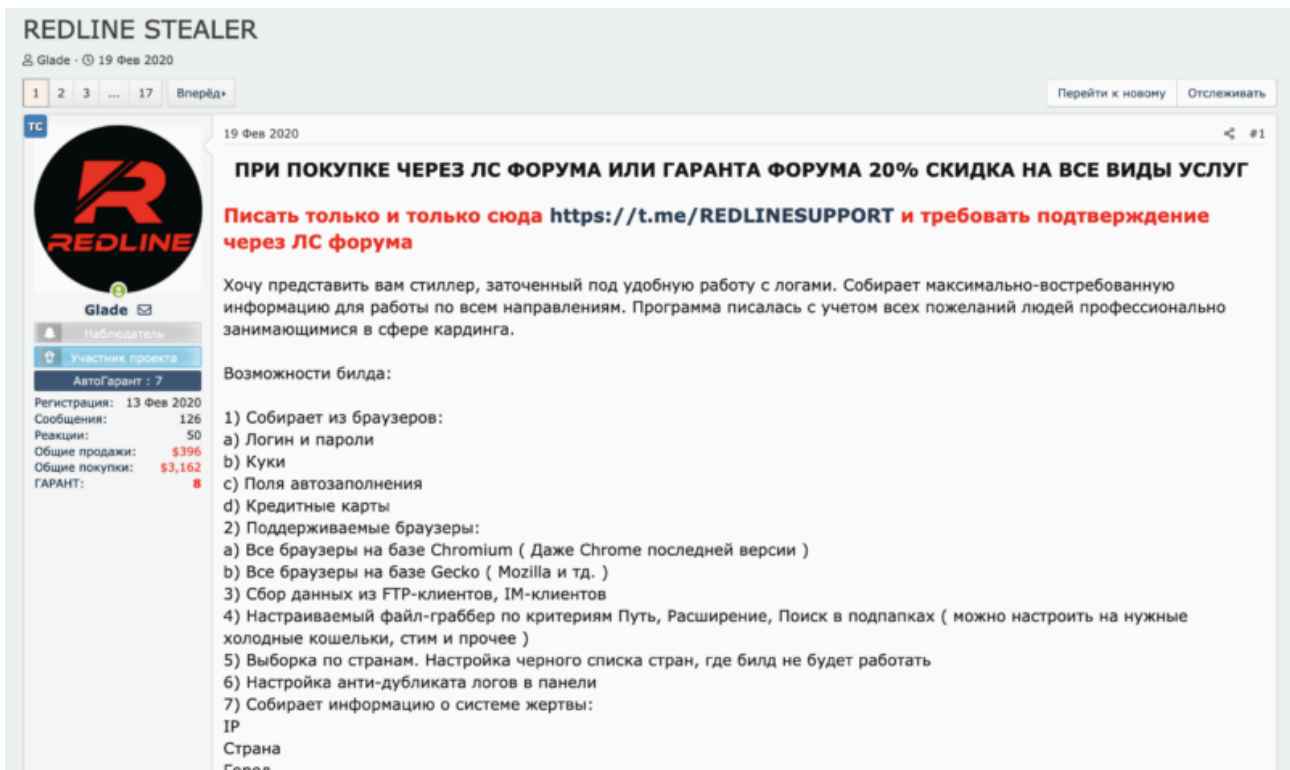 REDLINE STEALER
Glade · 19 Фев 2020
1 2 3 ... 17 Вперёд
Перейти к новому Отслеживать
TC
REDLINE
Glade
Наблюдатель
Участник проекта
АвтоГарант : 7
Регистрация: 13 Фев 2020
Сообщения: 126
Реакции: 50
Общие продажи: $396
Общие покупки: $3,162
ГАРАНТ: 8
19 Фев 2020 #1
ПРИ ПОКУПКЕ ЧЕРЕЗ ЛС ФОРУМА ИЛИ ГАРАНТА ФОРУМА 20% СКИДКА НА ВСЕ ВИДЫ УСЛУГ
Писать только и только сюда https://t.me/REDLINESUPPORT и требовать подтверждение
через ЛС форума
Хочу представить вам стиллер, заточенный под удобную работу с логами. Собирает максимально-востребованную
информацию для работы по всем направлениям. Программа писалась с учетом всех пожеланий людей профессионально
занимающимися в сфере кардинга.
Возможности билда:
1) Собирает из браузеров:
a) Логин и пароли
b) Куки
c) Поля автозаполнения
d) Кредитные карты
2) Поддерживаемые браузеры:
a) Все браузеры на базе Chromium ( Даже Chrome последней версии )
b) Все браузеры на базе Gecko ( Mozilla и тд. )
3) Сбор данных из FTP-клиентов, IM-клиентов
4) Настраиваемый файл-граббер по критериям Путь, Расширение, Поиск в подпапках ( можно настроить на нужные
холодные кошельки, стим и прочее )
5) Выборка по странам. Настройка черного списка стран, где билд не будет работать
6) Настройка анти-дубликата логов в панели
7) Собирает информацию о системе жертвы:
IP
Страна
Город